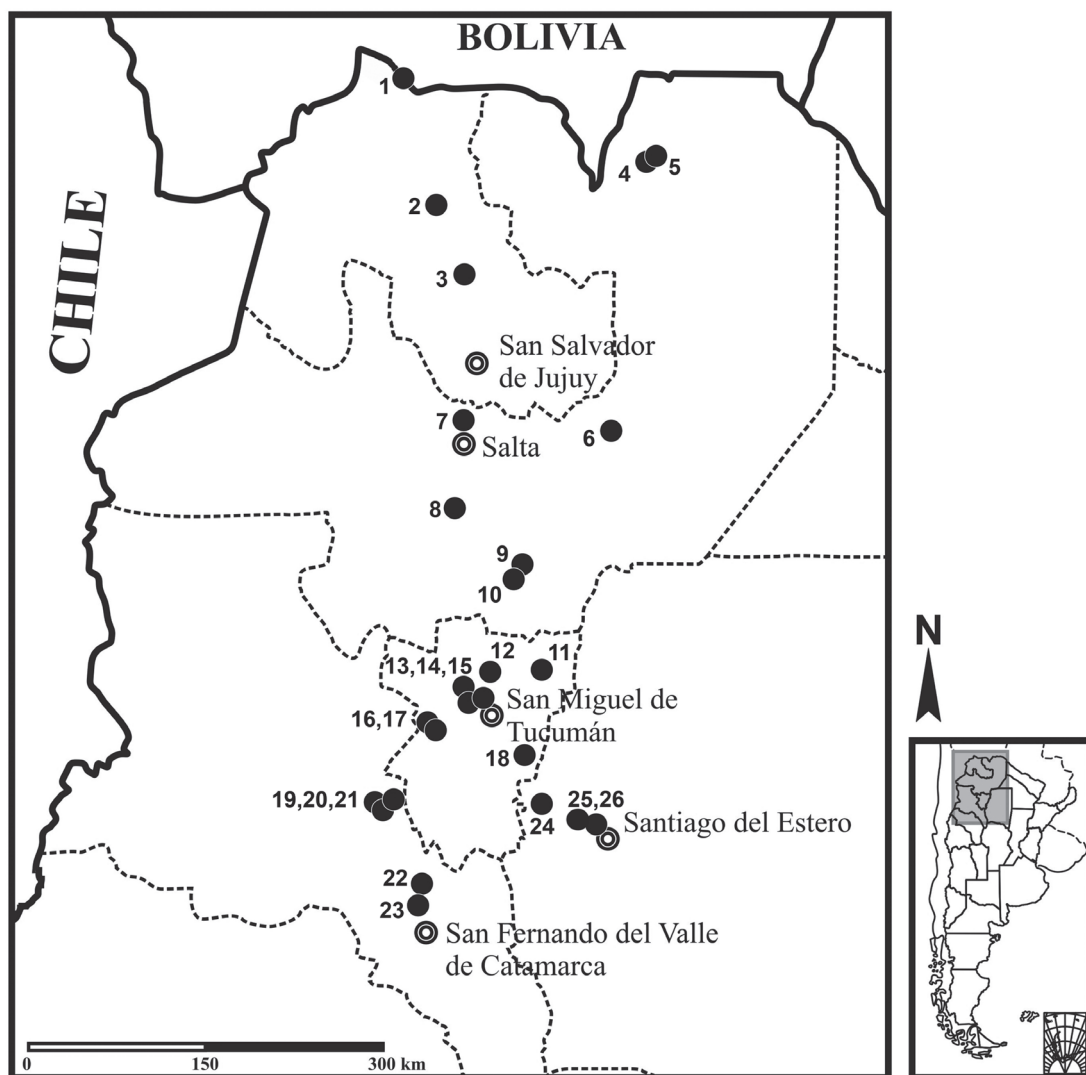 BOLIVIA
1
4
5
2
CHILE
3
San Salvador
de Jujuy
7
6
Salta
8
9
10
12
11
13,14,15
San Miguel de
Tucumán
16,17
18
19,20,21
25,26
24
Santiago del Estero
22
23
San Fernando del Valle
de Catamarca
0
150
300 km
N